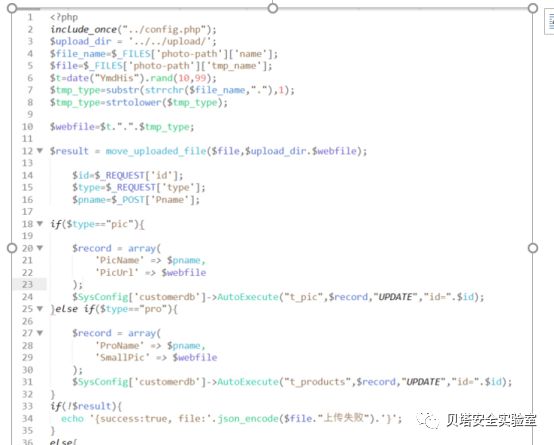 1 <?php
2 include_once("../config.php");
3 $upload_dir = '../../upload/';
4 $file_name=$_FILES['photo-path']['name'];
5 $file=$_FILES['photo-path']['tmp_name'];
6 $t=date("YmdHis").rand(10,99);
7 $tmp_type=substr(strrchr($file_name,"."),1);
8 $tmp_type=strtolower($tmp_type);
9
10 $webfile=$t.".".$tmp_type;
11
12 $result = move_uploaded_file($file,$upload_dir.$webfile);
13
14 $id=$_REQUEST['id'];
15 $type=$_REQUEST['type'];
16 $pname=$_POST['Pname'];
17
18 if($type=="pic"){
19
20 $record = array(
21 'PicName' => $pname,
22 'PicUrl' => $webfile
23 );
24 $SysConfig['customerdb']->AutoExecute("t_pic",$record,"UPDATE","id=".$id);
25 }else if($type=="pro"){
26
27 $record = array(
28 'ProName' => $pname,
29 'SmallPic' => $webfile
30 );
31 $SysConfig['customerdb']->AutoExecute("t_products",$record,"UPDATE","id=".$id);
32 }
33 if(!$result){
34 echo '{success:true, file:'.json_encode($file."上传失败").'}';
35 }
36 else{
贝塔安全实验室